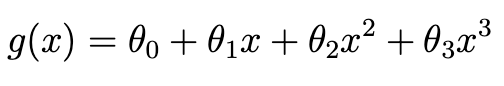 g(x) = θ₀ + θ₁x + θ₂x² + θ₃x³